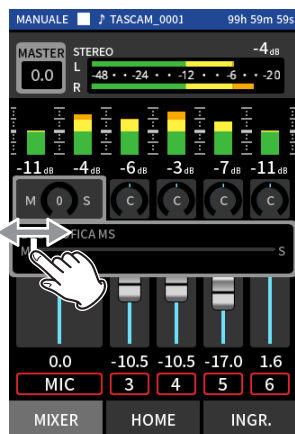 MANUALE ♪ TASCAM_0001 99h 59m 59s
MASTER STEREO -4dB
0.0 L -48 · · -24 · · -12 · · -6 · · -20
R
-11dB -4dB -6dB -3dB -7dB -11dB
M 0 S C C C C
FICA MS
M S
0.0 -10.5 -10.5 -17.0 1.6
MIC 3 4 5 6
MIXER HOME INGR.